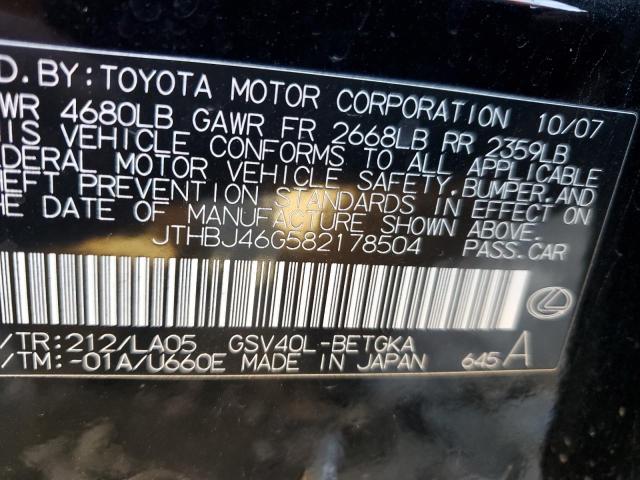 D. BY: TOYOTA MOTOR CORPORATION 10/07
WR 4680LB GAWR FR 2668LB RR 2359LB
HIS VEHICLE CONFORMS TO ALL APPLICABLE
DERAL MOTOR VEHICLE SAFETY, BUMPER, AND
HEFT PREVENTION STANDARDS IN EFFECT ON
E DATE OF MANUFACTURE SHOWN ABOVE.
JTHBJ46G582178504 PASS. CAR
/TR: 212/LA05 GSV40L-BETGKA
/TM: -01A/U660E MADE IN JAPAN 645 A